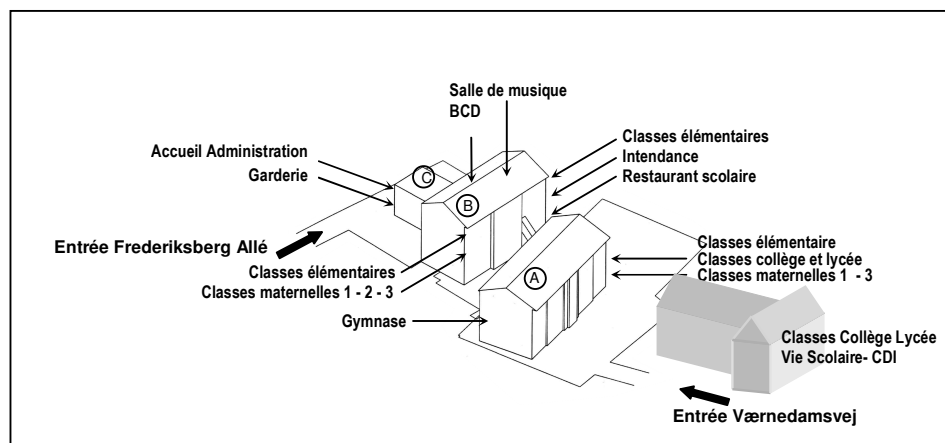 Salle de musique
BCD
Classes élémentaires
Intendance
Restaurant scolaire
Accueil Administration
Garderie
C
B
Entrée Frederiksberg Allé
Classes élémentaires
Classes maternelles 1 - 2 - 3
Gymnase
A
Classes élémentaire
Classes collège et lycée
Classes maternelles 1 - 3
Classes Collège Lycée
Vie Scolaire- CDI
Entrée Værnedamsvej